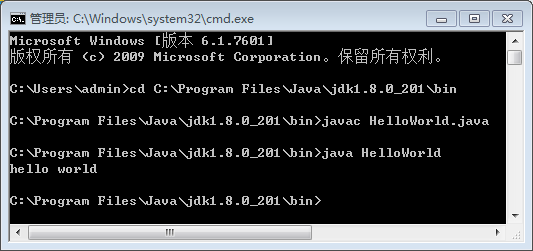 管理员: C:\Windows\system32\cmd.exe
Microsoft Windows [版本 6.1.7601]
版权所有 (c) 2009 Microsoft Corporation。保留所有权利。
C:\Users\admin>cd C:\Program Files\Java\jdk1.8.0_201\bin
C:\Program Files\Java\jdk1.8.0_201\bin>javac HelloWorld.java
C:\Program Files\Java\jdk1.8.0_201\bin>java HelloWorld
hello world
C:\Program Files\Java\jdk1.8.0_201\bin>